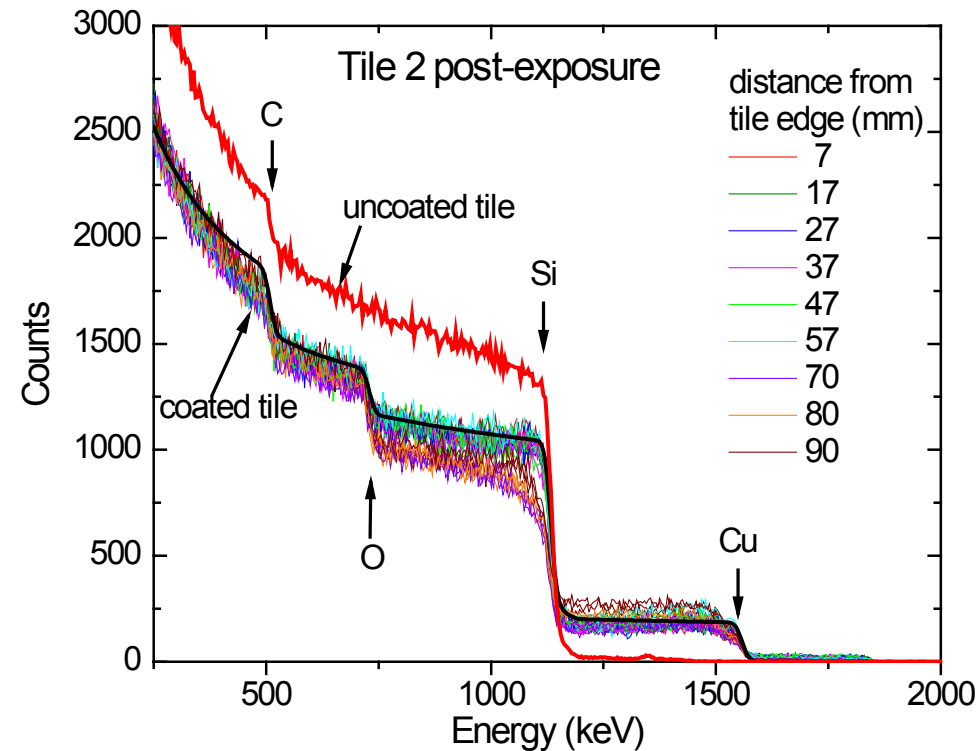 Tile 2 post-exposure
distance from
tile edge (mm)
7
17
27
37
47
57
70
80
90
C
uncoated tile
Si
coated tile
O
Cu
Counts
3000
2500
2000
1500
1000
500
0
500
1000
1500
2000
Energy (keV)